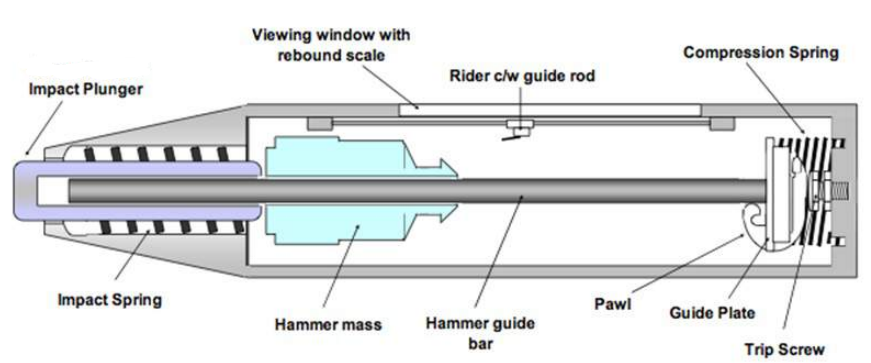 Viewing window with
rebound scale
Compression Spring
Rider c/w guide rod
Impact Plunger
Impact Spring
Hammer mass
Hammer guide
bar
Pawl
Guide Plate
Trip Screw